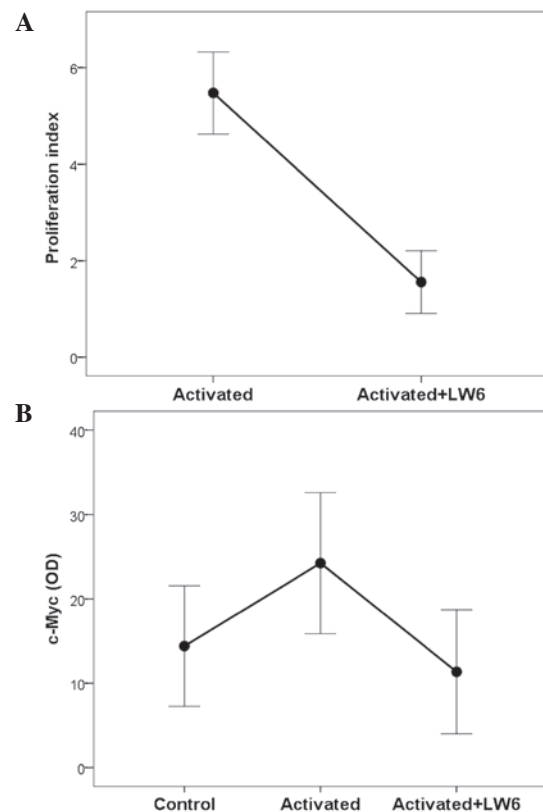 A
Proliferation index
6
4
2
0
Activated
Activated+LW6
B
c-Myc (OD)
40
30
20
10
0
Control
Activated
Activated+LW6